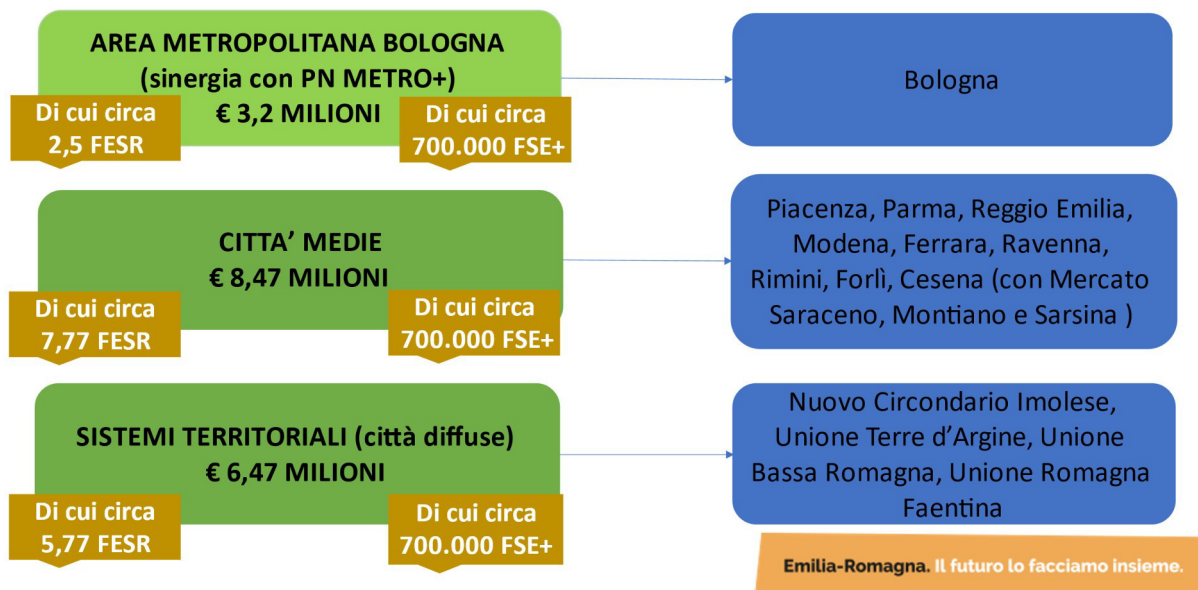 AREA METROPOLITANA BOLOGNA
(sinergia con PN METRO+)
€ 3,2 MILIONI
Di cui circa
2,5 FESR
Di cui circa
700.000 FSE+
Bologna
CITTA’ MEDIE
€ 8,47 MILIONI
Di cui circa
7,77 FESR
Di cui circa
700.000 FSE+
Piacenza, Parma, Reggio Emilia,
Modena, Ferrara, Ravenna,
Rimini, Forlì, Cesena (con Mercato
Saraceno, Montiano e Sarsina )
SISTEMI TERRITORIALI (città diffuse)
€ 6,47 MILIONI
Di cui circa
5,77 FESR
Di cui circa
700.000 FSE+
Nuovo Circondario Imolese,
Unione Terre d’Argine, Unione
Bassa Romagna, Unione Romagna
Faentina
Emilia-Romagna. Il futuro lo facciamo insieme.